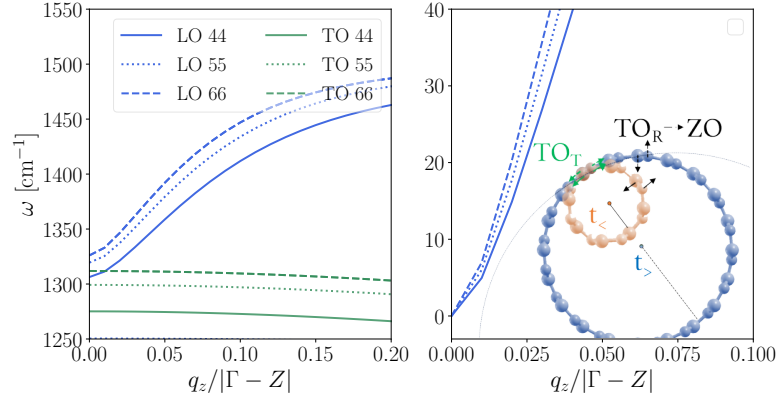 1550
1500
1450
1400
1350
1300
1250
ω [cm⁻¹]
LO 44
LO 55
LO 66
TO 44
TO 55
TO 66
0.00 0.05 0.10 0.15 0.20
q_z/|Γ − Z|
40
30
20
10
0
TO_R → ZO
TO_T
t_<
t_>
0.000 0.025 0.050 0.075 0.100
q_z/|Γ − Z|